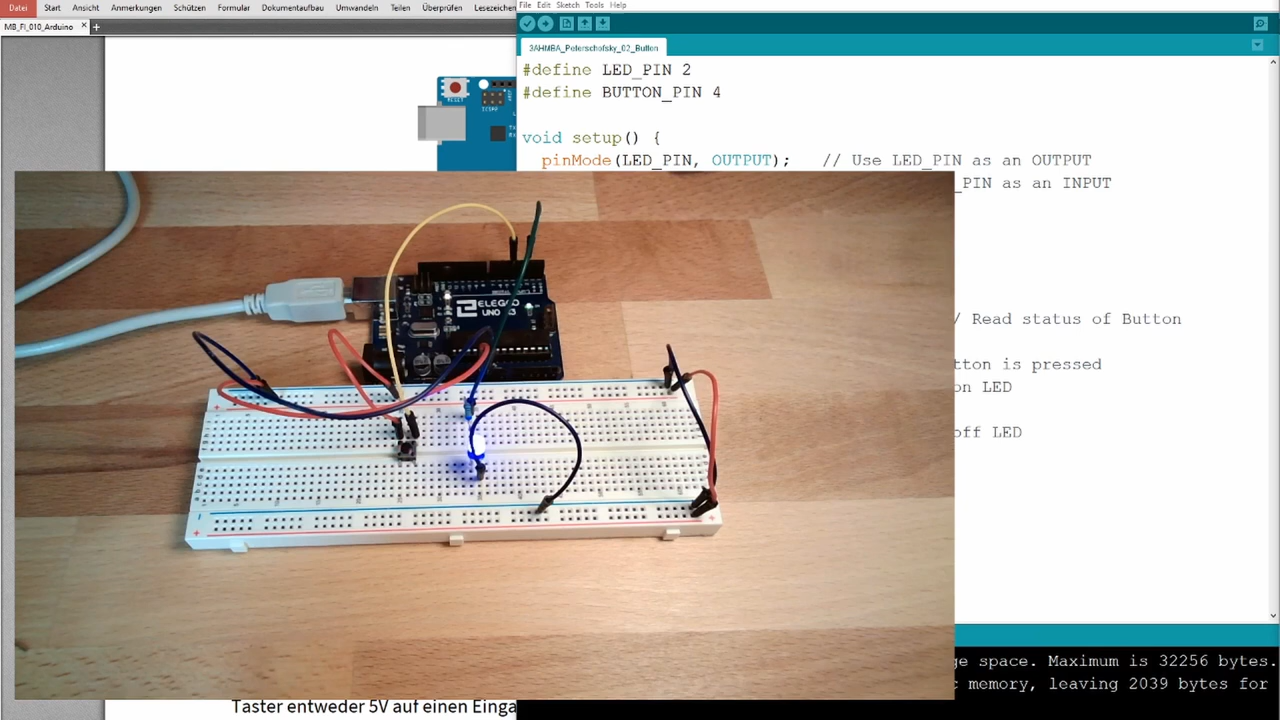 Datei Start Ansicht Anmerkungen Schützen Formular Dokumentaufbau Umwandeln Teilen Überprüfen Lesezeichen
MB_FI_010_Arduino × +
RESET
ICSP
File Edit Sketch Tools Help
3AHMBA_Peterschofsky_02_Button
#define LED_PIN 2
#define BUTTON_PIN 4
void setup() {
pinMode(LED_PIN, OUTPUT); // Use LED_PIN as an OUTPUT
_PIN as an INPUT
/ Read status of Button
tton is pressed
on LED
off LED
ELEGOO
UNO R3
ge space. Maximum is 32256 bytes.
c memory, leaving 2039 bytes for
Taster entweder 5V auf einen Einga